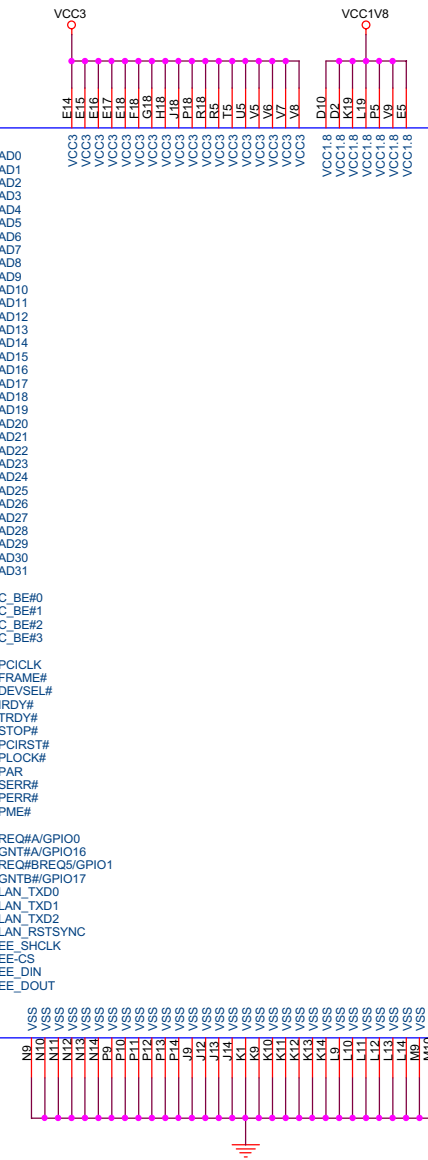 VCC3 VCC1V8
E14 E15 E16 E17 E18 F18 G18 H18 J18 P18 R18 R5 T5 U5 V5 V6 V7 V8 D10 D2 K19 L19 P5 V9 E5
VCC3 VCC3 VCC3 VCC3 VCC3 VCC3 VCC3 VCC3 VCC3 VCC3 VCC3 VCC3 VCC3 VCC3 VCC3 VCC3 VCC3 VCC3 VCC1.8 VCC1.8 VCC1.8 VCC1.8 VCC1.8 VCC1.8 VCC1.8
AD0
AD1
AD2
AD3
AD4
AD5
AD6
AD7
AD8
AD9
AD10
AD11
AD12
AD13
AD14
AD15
AD16
AD17
AD18
AD19
AD20
AD21
AD22
AD23
AD24
AD25
AD26
AD27
AD28
AD29
AD30
AD31
C_BE#0
C_BE#1
C_BE#2
C_BE#3
PCICLK
FRAME#
DEVSEL#
IRDY#
TRDY#
STOP#
PCIRST#
PLOCK#
PAR
SERR#
PERR#
PME#
REQ#A/GPIO0
GNT#A/GPIO16
REQ#BREQ5/GPIO1
GNTB#/GPIO17
LAN_TXD0
LAN_TXD1
LAN_TXD2
LAN_RSTSYNC
EE_SHCLK
EE-CS
EE_DIN
EE_DOUT
VSS VSS VSS VSS VSS VSS VSS VSS VSS VSS VSS VSS VSS VSS VSS VSS VSS VSS VSS VSS VSS VSS VSS VSS VSS VSS VSS VSS VSS VSS
N9 N10 N11 N12 N13 N14 P9 P10 P11 P12 P13 P14 J9 J12 J13 J14 K1 K9 K10 K11 K12 K13 K14 L9 L10 L11 L12 L13 L14 M9 M10